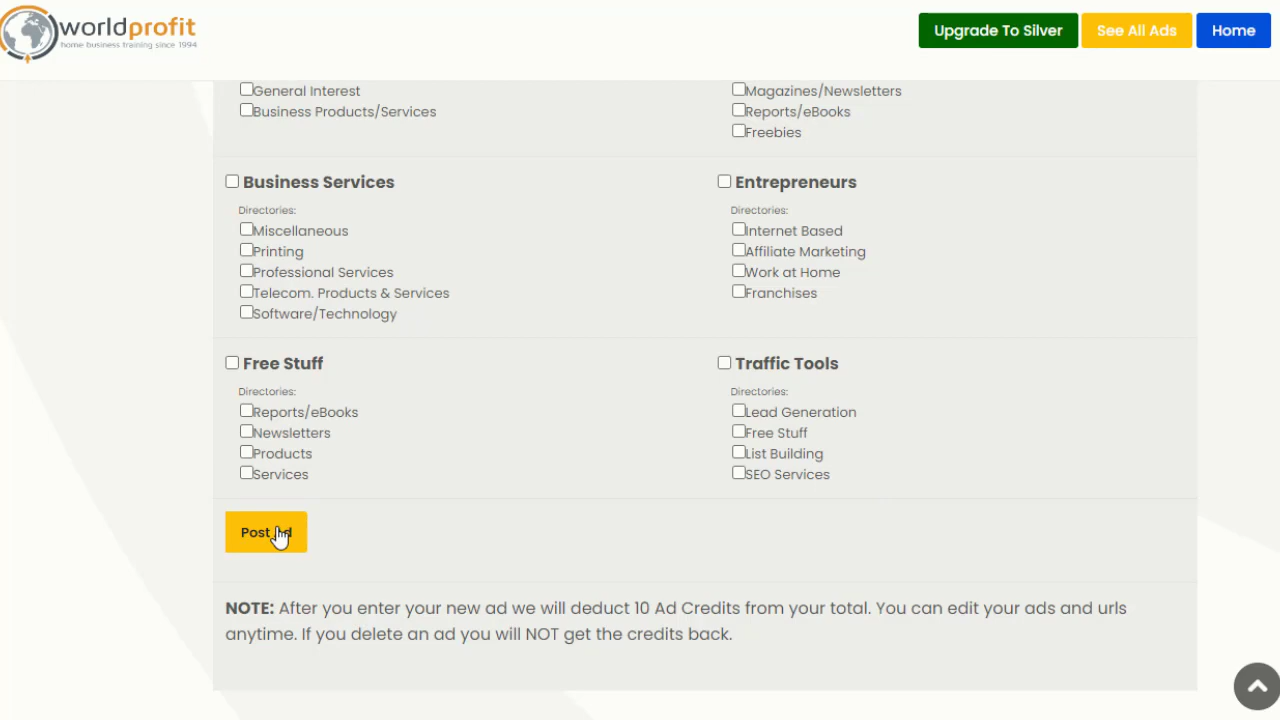 worldprofit
home business training since 1994
Upgrade To Silver
See All Ads
Home
General Interest
Business Products/Services
Magazines/Newsletters
Reports/eBooks
Freebies
Business Services
Directories:
Miscellaneous
Printing
Professional Services
Telecom. Products & Services
Software/Technology
Entrepreneurs
Directories:
Internet Based
Affiliate Marketing
Work at Home
Franchises
Free Stuff
Directories:
Reports/eBooks
Newsletters
Products
Services
Traffic Tools
Directories:
Lead Generation
Free Stuff
List Building
SEO Services
Post Ad
NOTE: After you enter your new ad we will deduct 10 Ad Credits from your total. You can edit your ads and urls
anytime. If you delete an ad you will NOT get the credits back.